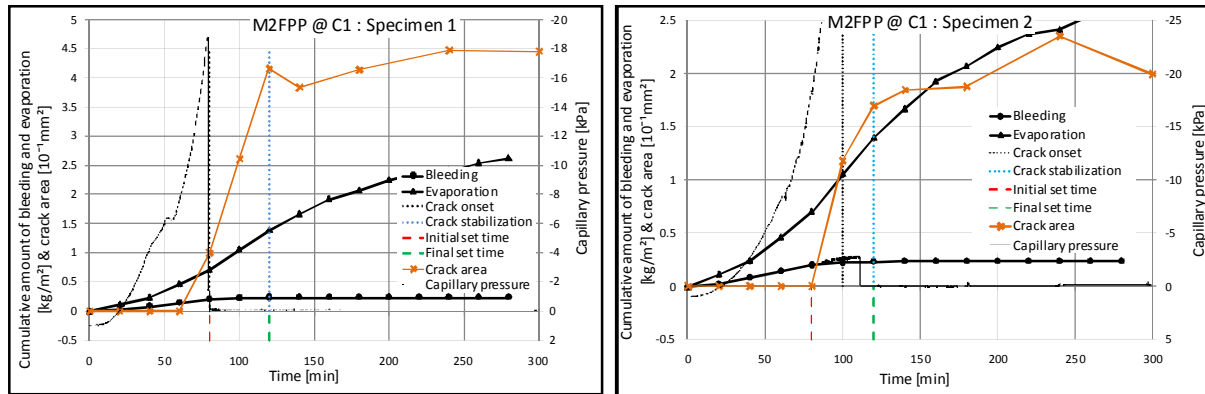 M2FPP @ C1 : Specimen 1
Cumulative amount of bleeding and evaporation
[kg/m²] & crack area [10⁻¹mm²]
5
4.5
4
3.5
3
2.5
2
1.5
1
0.5
0
-0.5
-20
-18
-16
-14
-12
-10
-8
-6
-4
-2
0
2
Capillary pressure [kPa]
Bleeding
Evaporation
Crack onset
Crack stabilization
Initial set time
Final set time
Crack area
Capillary pressure
0
50
100
150
200
250
300
Time [min]
M2FPP @ C1: Specimen 2
Cumulative amount of bleeding and evaporation
[kg/m²] & crack area [10⁻¹mm²]
2.5
2
1.5
1
0.5
0
-0.5
-25
-20
-15
-10
-5
0
5
Capillary pressure [kPa]
Bleeding
Evaporation
Crack onset
Crack stabilization
Initial set time
Final set time
Crack area
Capillary pressure
0
50
100
150
200
250
300
Time [min]